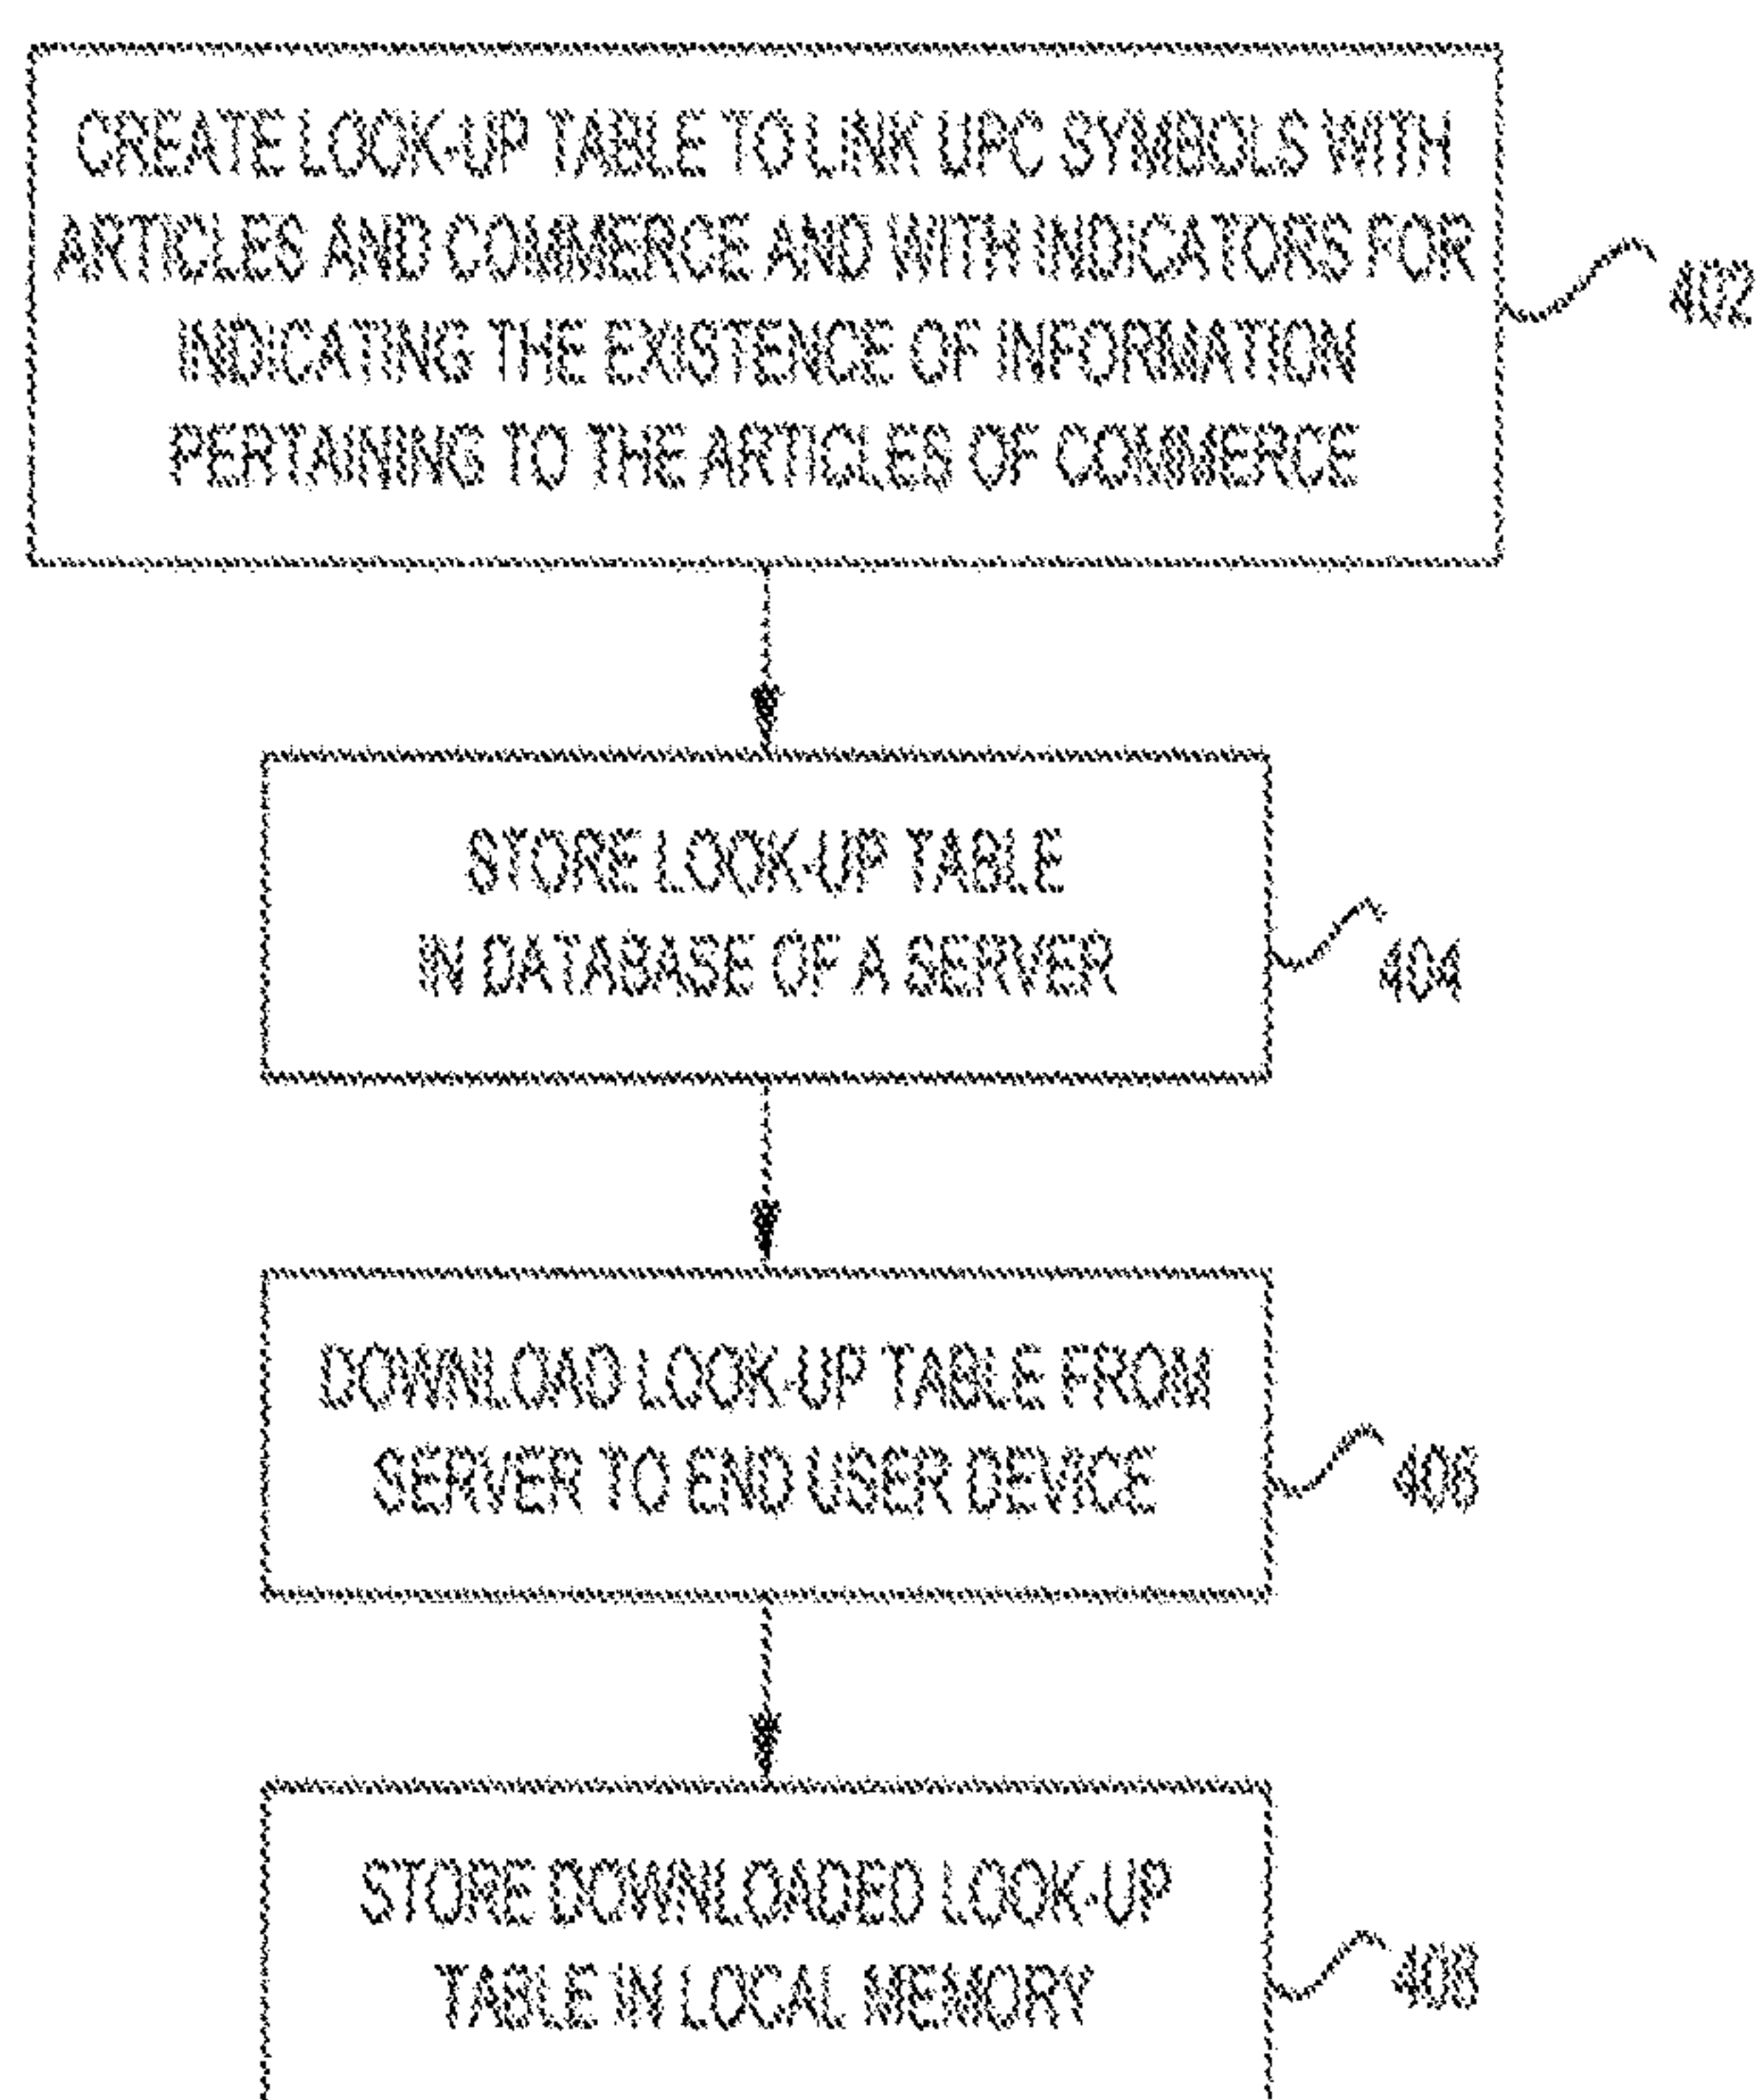 CREATE LOOK-UP TABLE TO LINK UPC SYMBOLS WITH
ARTICLES AND COMMERCE AND WITH INDICATORS FOR
INDICATING THE EXISTENCE OF INFORMATION
PERTAINING TO THE ARTICLES OF COMMERCE
402
STORE LOOK-UP TABLE
IN DATABASE OF A SERVER
404
DOWNLOAD LOOK-UP TABLE FROM
SERVER TO END USER DEVICE
406
STORE DOWNLOADED LOOK-UP
TABLE IN LOCAL MEMORY
408